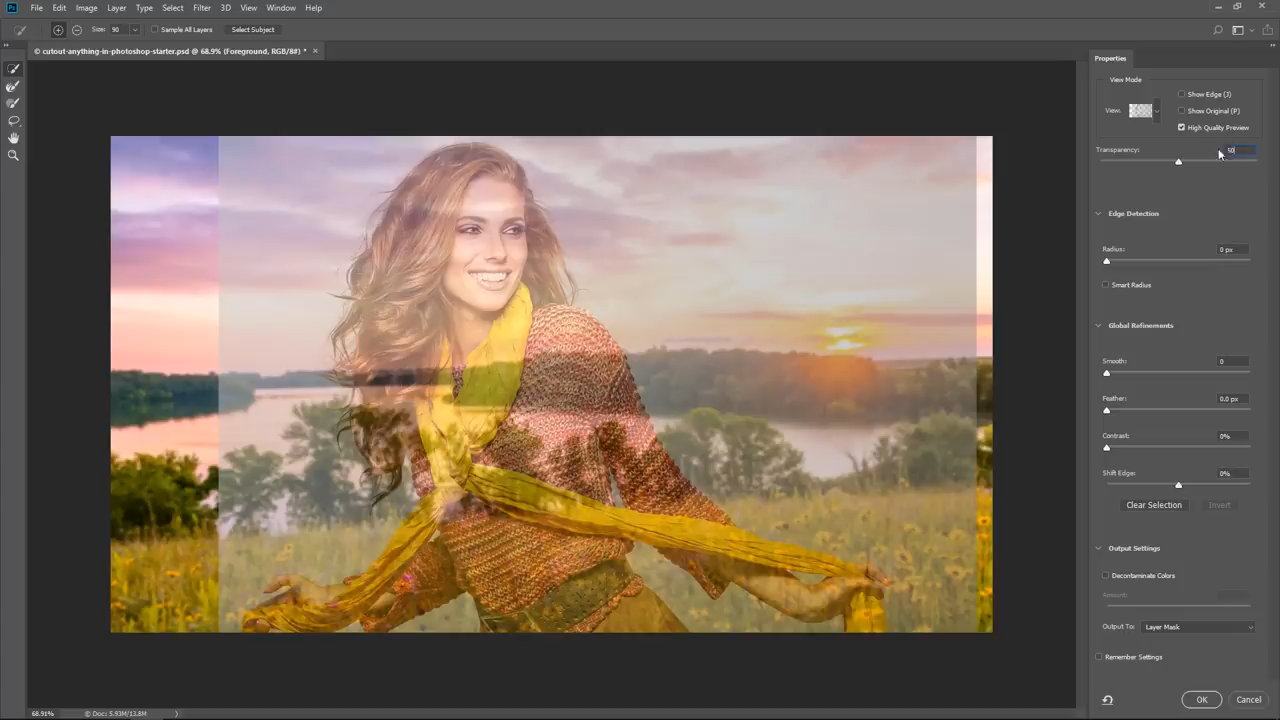 Ps File Edit Image Layer Type Select Filter 3D View Window Help
Size: 90 Sample All Layers Select Subject
© cutout-anything-in-photoshop-starter.psd @ 68.9% (Foreground, RGB/8#) * ×
Properties
View Mode
Show Edge (J)
View:
Show Original (P)
High Quality Preview
Transparency: 50
Edge Detection
Radius: 0 px
Smart Radius
Global Refinements
Smooth: 0
Feather: 0.0 px
Contrast: 0%
Shift Edge: 0%
Clear Selection Invert
Output Settings
Decontaminate Colors
Amount:
Output To: Layer Mask
Remember Settings
OK Cancel
68.91% © Doc: 5.93M/13.8M